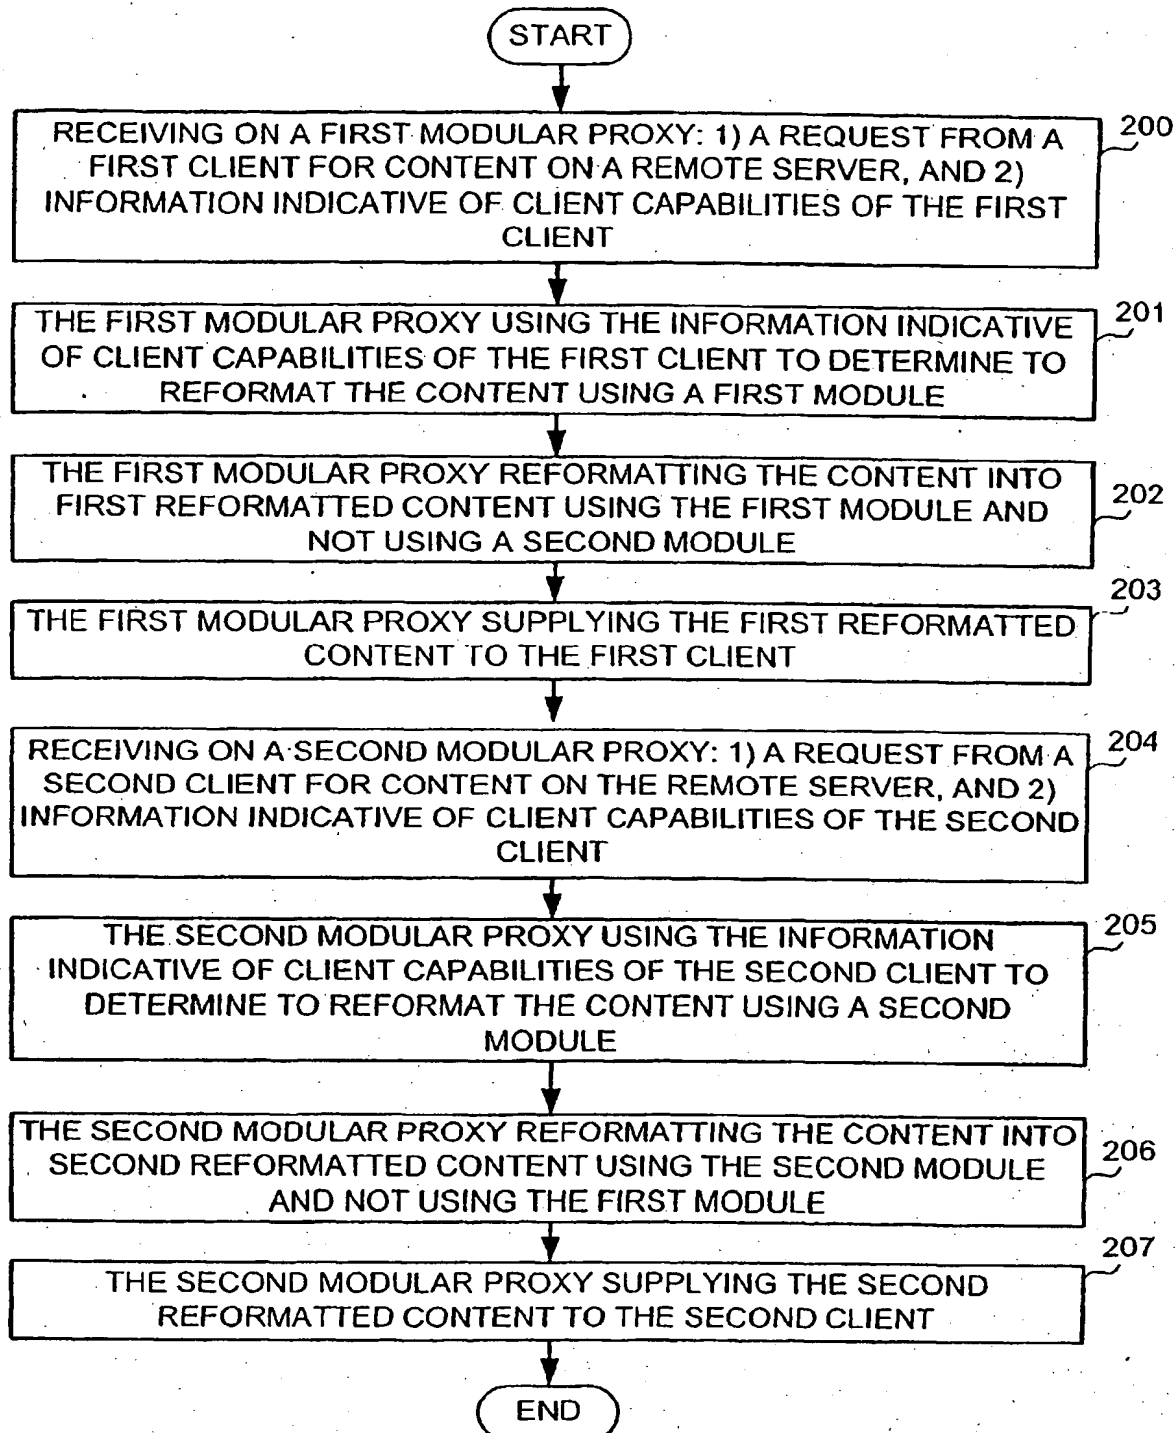 START
200
RECEIVING ON A FIRST MODULAR PROXY: 1) A REQUEST FROM A
FIRST CLIENT FOR CONTENT ON A REMOTE SERVER, AND 2)
INFORMATION INDICATIVE OF CLIENT CAPABILITIES OF THE FIRST
CLIENT
201
THE FIRST MODULAR PROXY USING THE INFORMATION INDICATIVE
OF CLIENT CAPABILITIES OF THE FIRST CLIENT TO DETERMINE TO
REFORMAT THE CONTENT USING A FIRST MODULE
202
THE FIRST MODULAR PROXY REFORMATTING THE CONTENT INTO
FIRST REFORMATTED CONTENT USING THE FIRST MODULE AND
NOT USING A SECOND MODULE
203
THE FIRST MODULAR PROXY SUPPLYING THE FIRST REFORMATTED
CONTENT TO THE FIRST CLIENT
204
RECEIVING ON A SECOND MODULAR PROXY: 1) A REQUEST FROM A
SECOND CLIENT FOR CONTENT ON THE REMOTE SERVER, AND 2)
INFORMATION INDICATIVE OF CLIENT CAPABILITIES OF THE SECOND
CLIENT
205
THE SECOND MODULAR PROXY USING THE INFORMATION
INDICATIVE OF CLIENT CAPABILITIES OF THE SECOND CLIENT TO
DETERMINE TO REFORMAT THE CONTENT USING A SECOND
MODULE
206
THE SECOND MODULAR PROXY REFORMATTING THE CONTENT INTO
SECOND REFORMATTED CONTENT USING THE SECOND MODULE
AND NOT USING THE FIRST MODULE
207
THE SECOND MODULAR PROXY SUPPLYING THE SECOND
REFORMATTED CONTENT TO THE SECOND CLIENT
END